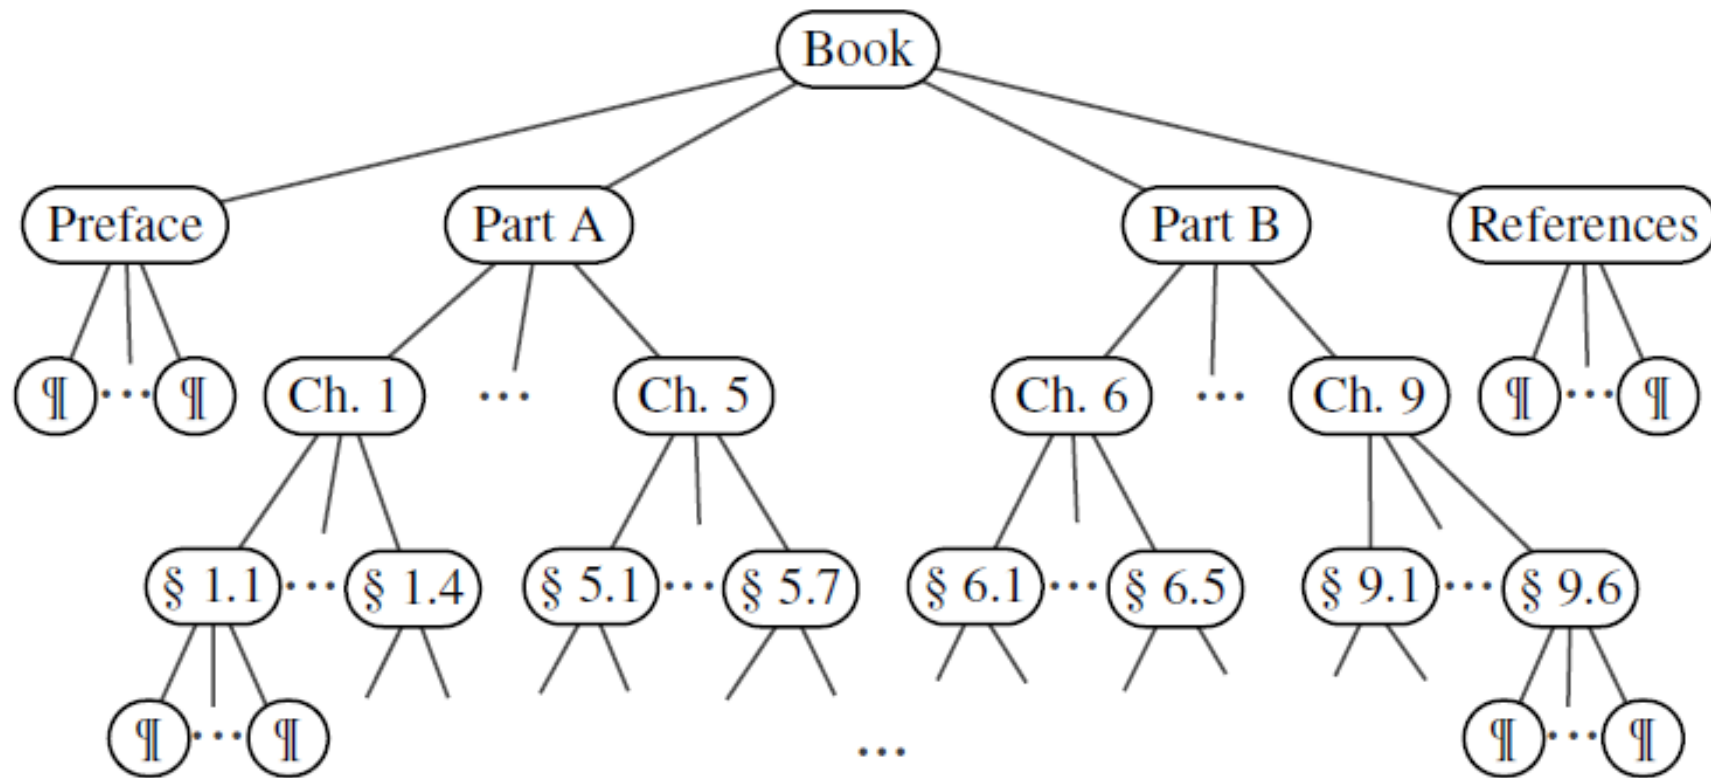 Book
Preface Part A Part B References
¶ ... ¶ Ch. 1 ... Ch. 5 Ch. 6 ... Ch. 9 ¶ ... ¶
§ 1.1 ... § 1.4 § 5.1 ... § 5.7 § 6.1 ... § 6.5 § 9.1 ... § 9.6
¶ ... ¶ ... ¶ ... ¶